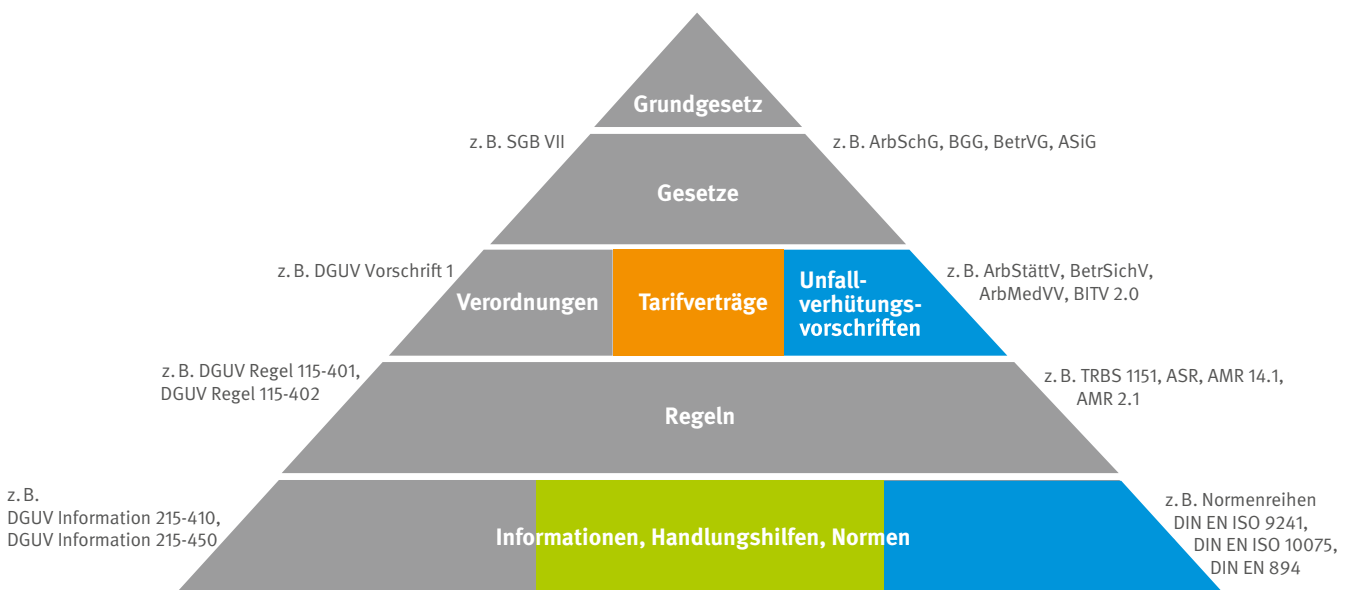 Grundgesetz
z. B. SGB VII
z. B. ArbSchG, BGG, BetrVG, ASiG
Gesetze
z. B. DGUV Vorschrift 1
Verordnungen
Tarifverträge
Unfall-
verhütungs-
vorschriften
z. B. ArbStättV, BetrSichV,
ArbMedVV, BITV 2.0
z. B. DGUV Regel 115-401,
DGUV Regel 115-402
Regeln
z. B. TRBS 1151, ASR, AMR 14.1,
AMR 2.1
z. B.
DGUV Information 215-410,
DGUV Information 215-450
Informationen, Handlungshilfen, Normen
z. B. Normenreihen
DIN EN ISO 9241,
DIN EN ISO 10075,
DIN EN 894